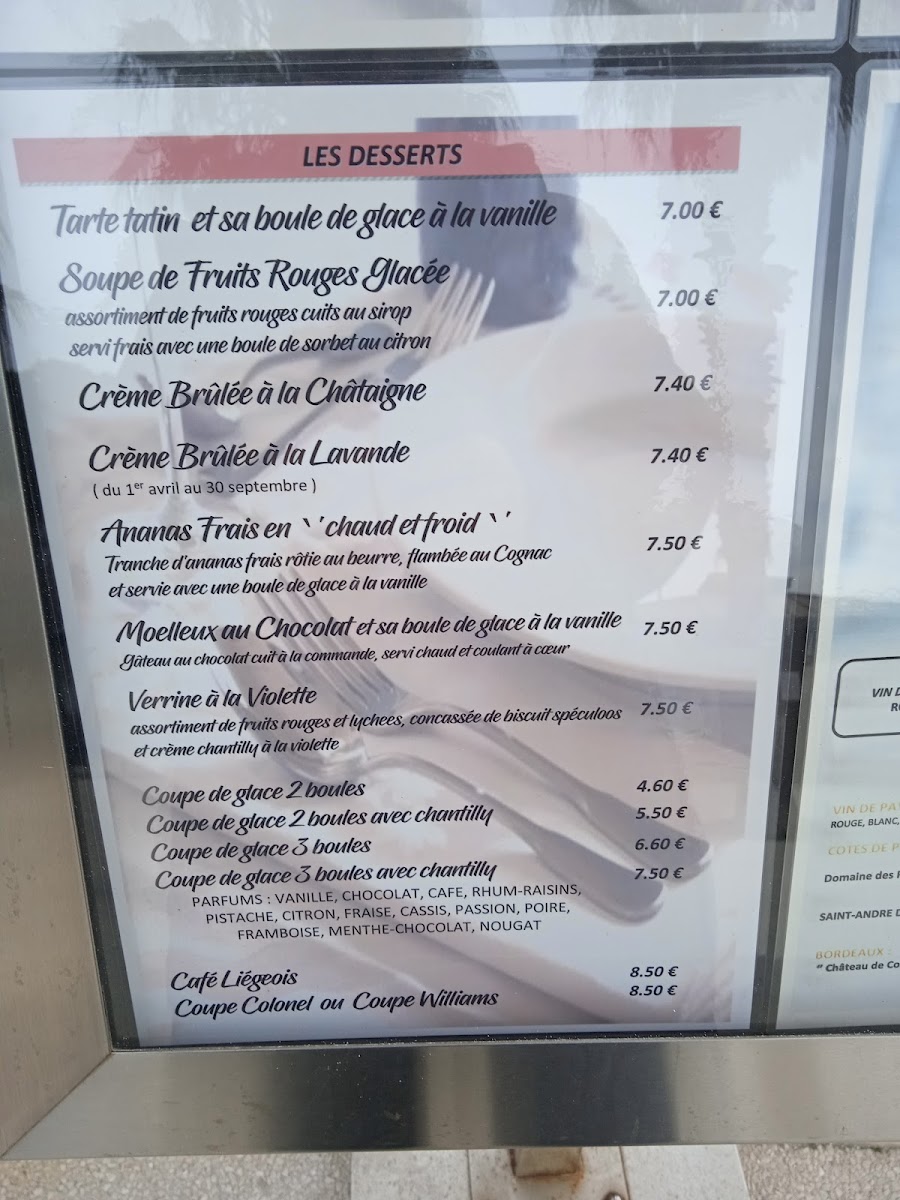 LES DESSERTS
Tarte tatin et sa boule de glace à la vanille 7.00 €
Soupe de Fruits Rouges Glacée
assortiment de fruits rouges cuits au sirop 7.00 €
servi frais avec une boule de sorbet au citron
Crème Brûlée à la Châtaigne 7.40 €
Crème Brûlée à la Lavande 7.40 €
( du 1er avril au 30 septembre )
Ananas Frais en ‵′chaud et froid ‵′
Tranche d'ananas frais rôtie au beurre, flambée au Cognac 7.50 €
et servie avec une boule de glace à la vanille
Moelleux au Chocolat et sa boule de glace à la vanille 7.50 €
Gâteau au chocolat cuit à la commande, servi chaud et coulant à cœur
Verrine à la Violette
assortiment de fruits rouges et lychees, concassée de biscuit spéculoos 7.50 €
et crème chantilly à la violette
Coupe de glace 2 boules 4.60 €
Coupe de glace 2 boules avec chantilly 5.50 €
Coupe de glace 3 boules 6.60 €
Coupe de glace 3 boules avec chantilly 7.50 €
PARFUMS : VANILLE, CHOCOLAT, CAFE, RHUM-RAISINS,
PISTACHE, CITRON, FRAISE, CASSIS, PASSION, POIRE,
FRAMBOISE, MENTHE-CHOCOLAT, NOUGAT
Café Liégeois 8.50 €
Coupe Colonel ou Coupe Williams 8.50 €
VIN
VIN DE
ROUGE, BLANC,
COTES DE
Domaine des
SAINT-ANDRE
BORDEAUX :
" Château de